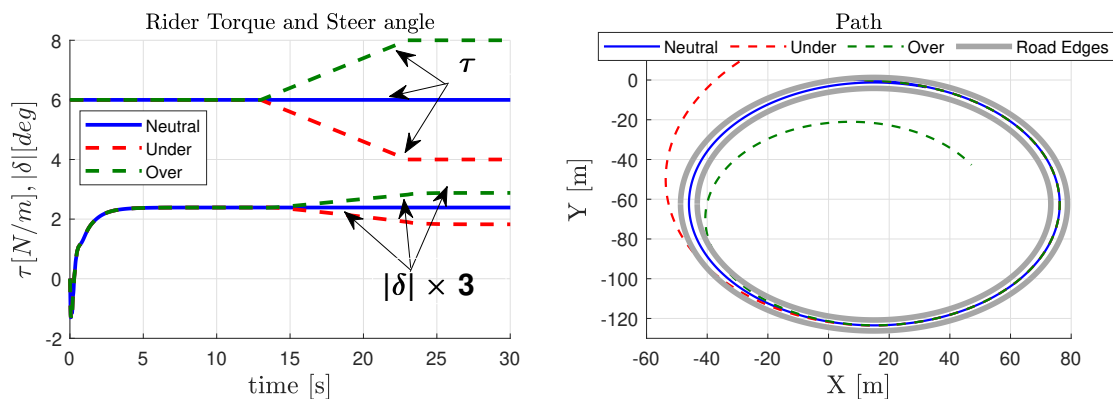 Rider Torque and Steer angle
τ[N/m], |δ|[deg]
8
6
4
2
0
-2
0
5
10
15
20
25
30
time [s]
Neutral
Under
Over
τ
|δ| × 3
Path
Neutral Under Over Road Edges
Y [m]
0
-20
-40
-60
-80
-100
-120
-60
-40
-20
0
20
40
60
80
X [m]